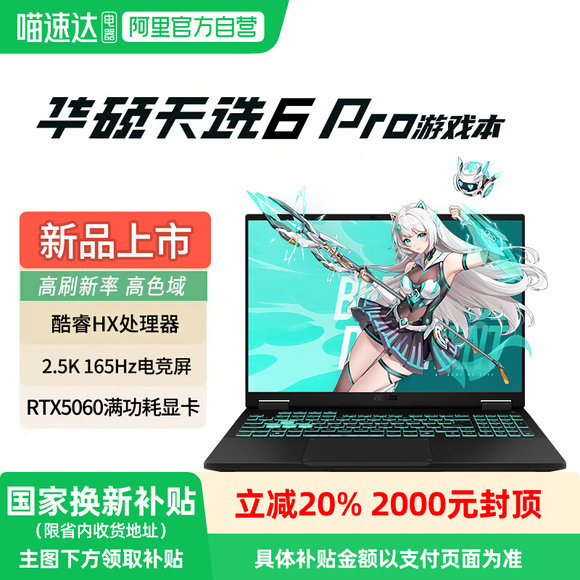 喵速达电器 阿里官方自营
华硕天选6 Pro游戏本
新品上市
高刷新率 高色域
酷睿HX处理器
2.5K 165Hz电竞屏
RTX5060满功耗显卡
国家换新补贴
(限省内收货地址)
主图下方领取补贴
立减20% 2000元封顶
具体补贴金额以支付页面为准